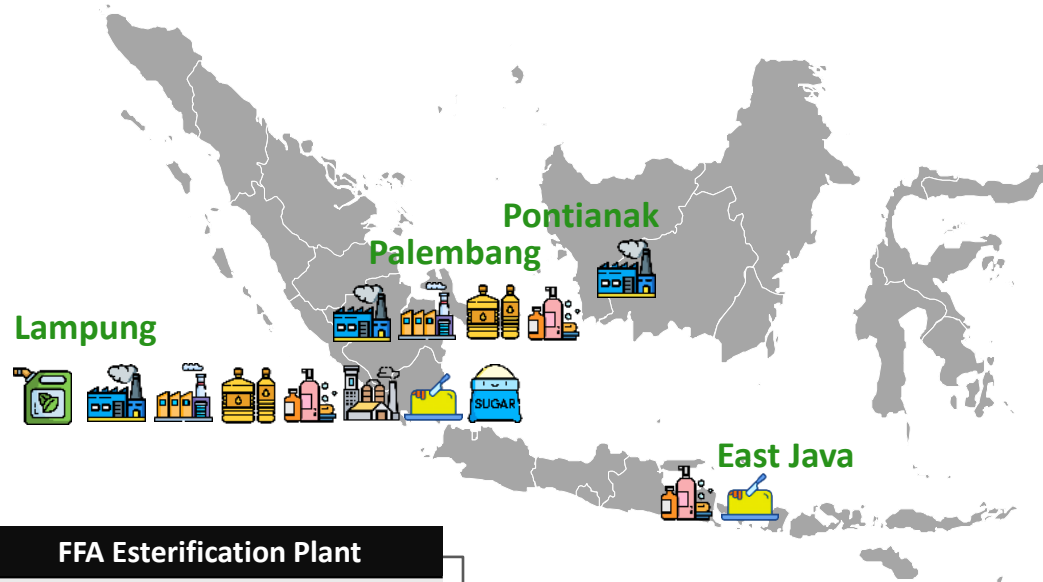 Pontianak
Palembang
Lampung
SUGAR
East Java
FFA Esterification Plant